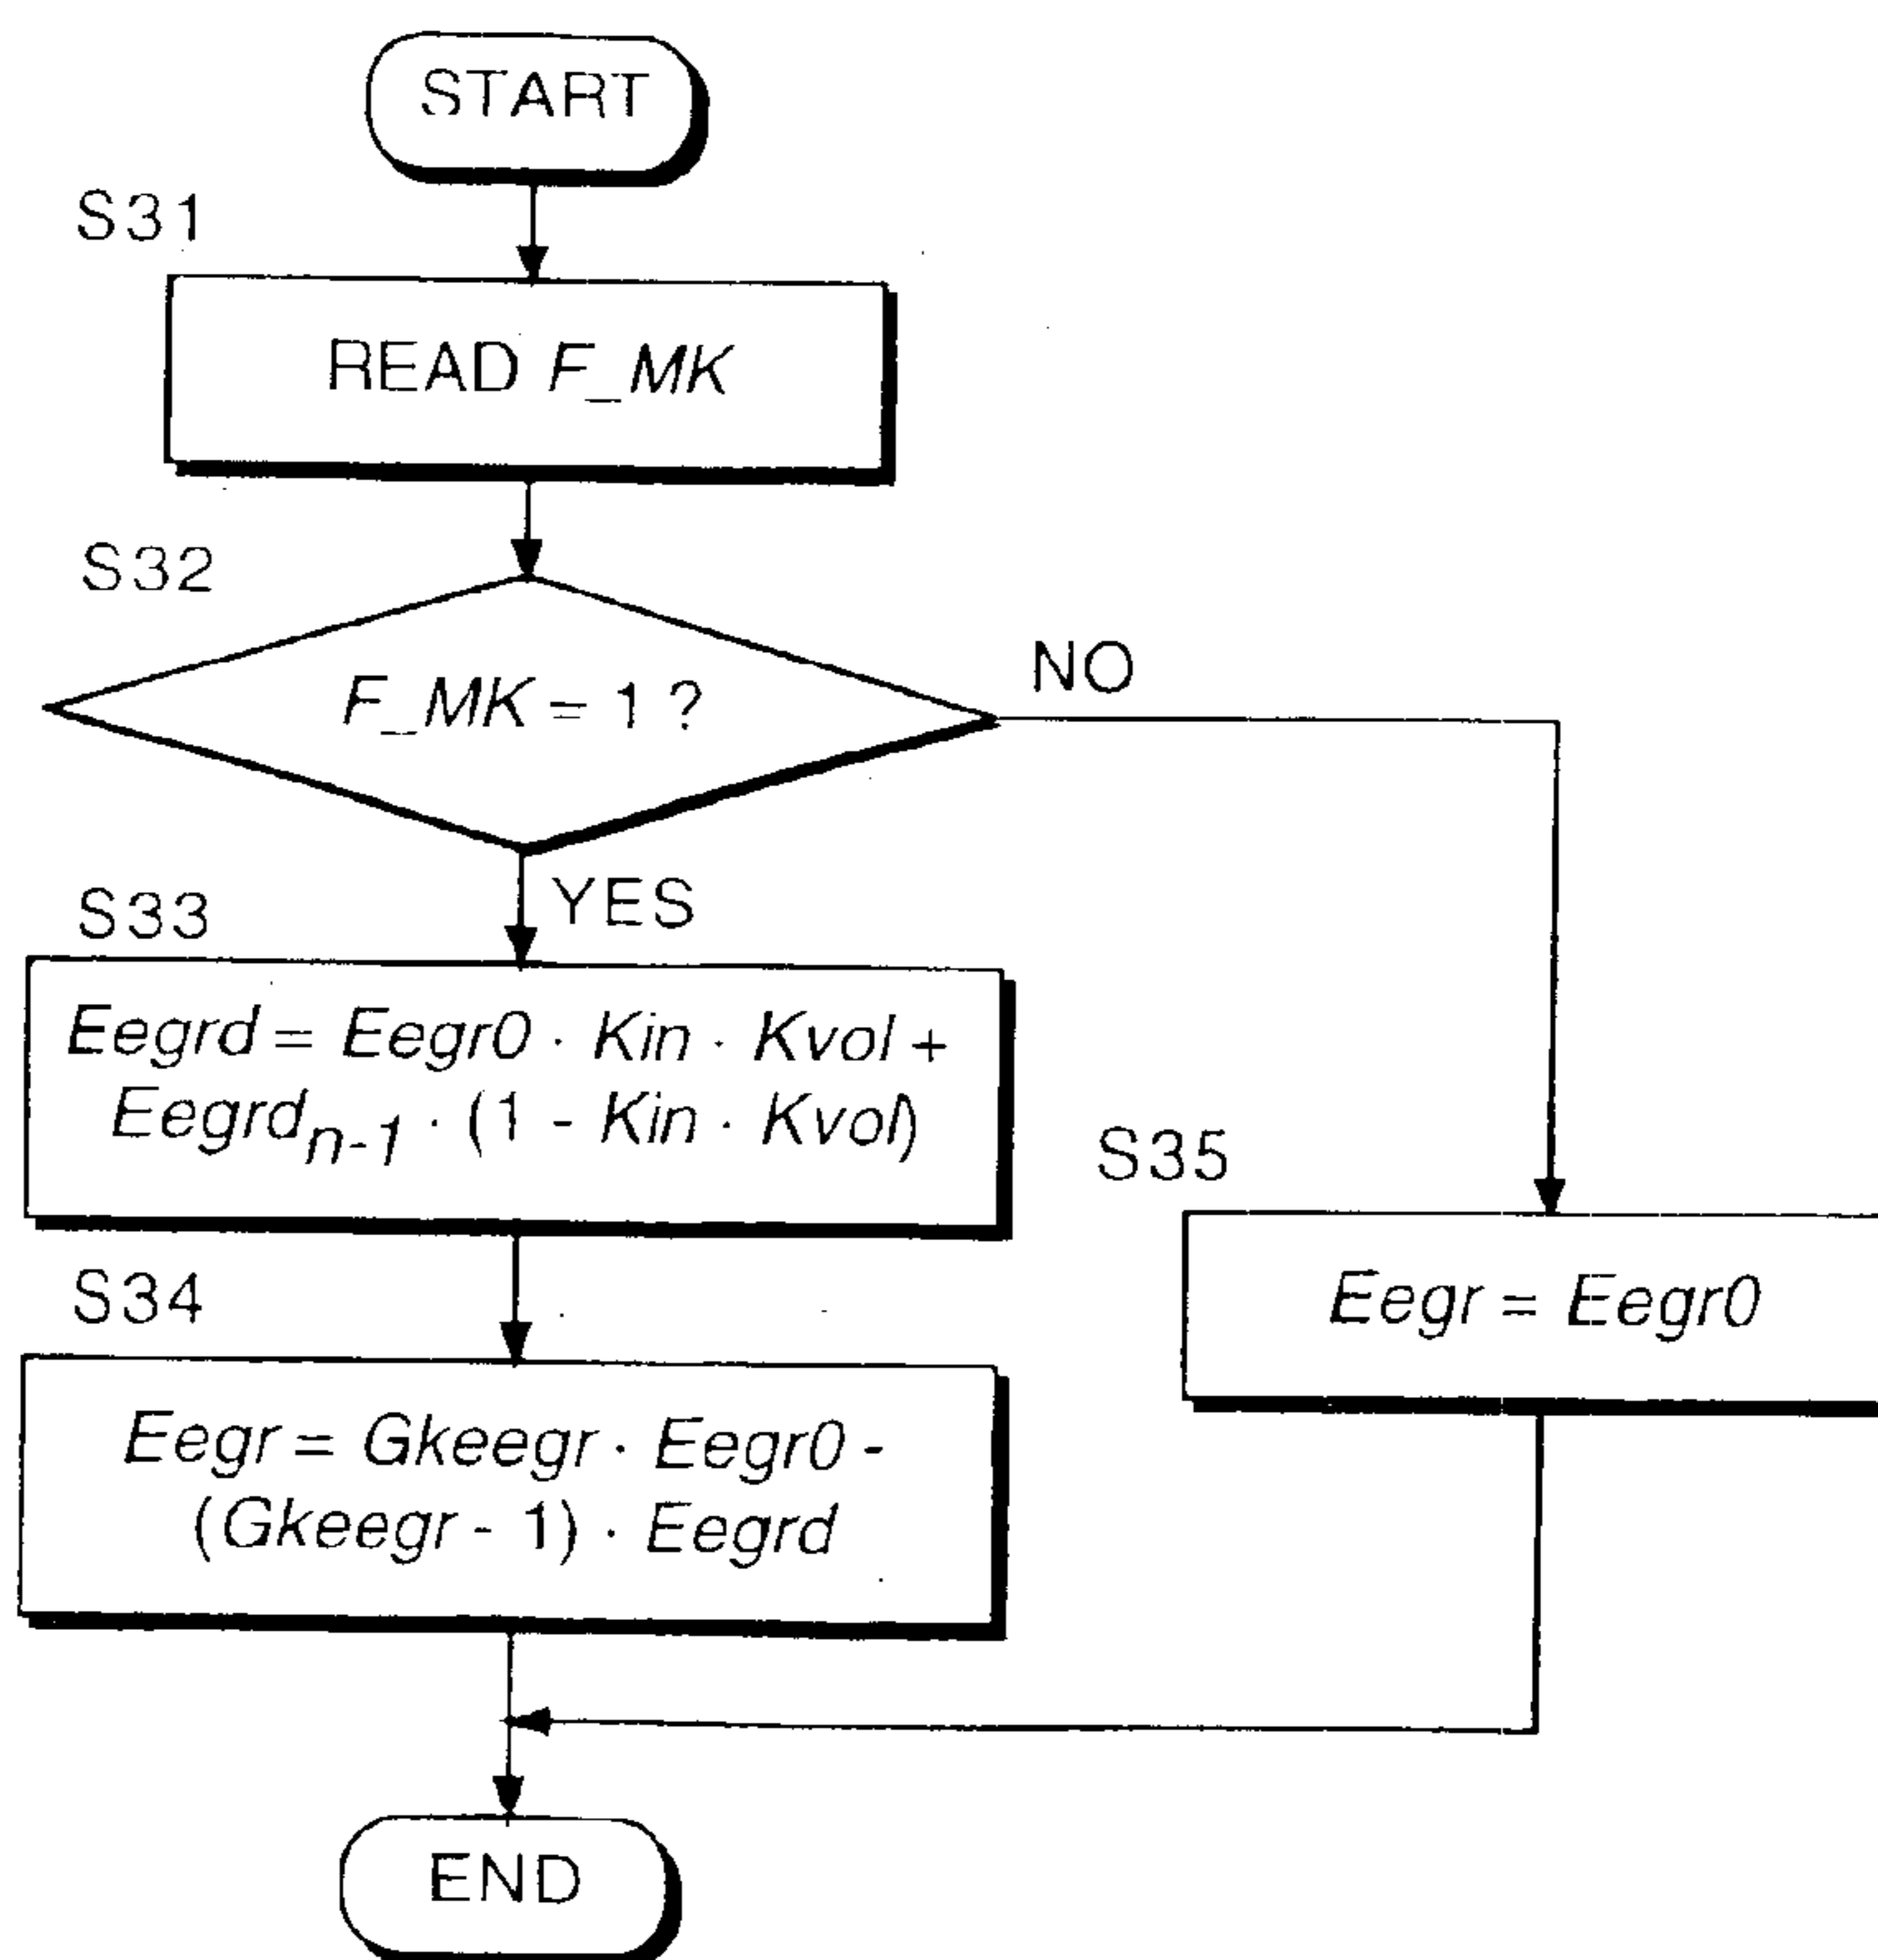 START
S31
READ F_MK
S32
F_MK = 1 ?
NO
YES
S33
Eegrd = Eegr0 · Kin · Kvol +
Eegrdn-1 · (1 - Kin · Kvol)
S34
Eegr = Gkeegr · Eegr0 -
(Gkeegr - 1) · Eegrd
S35
Eegr = Eegr0
END